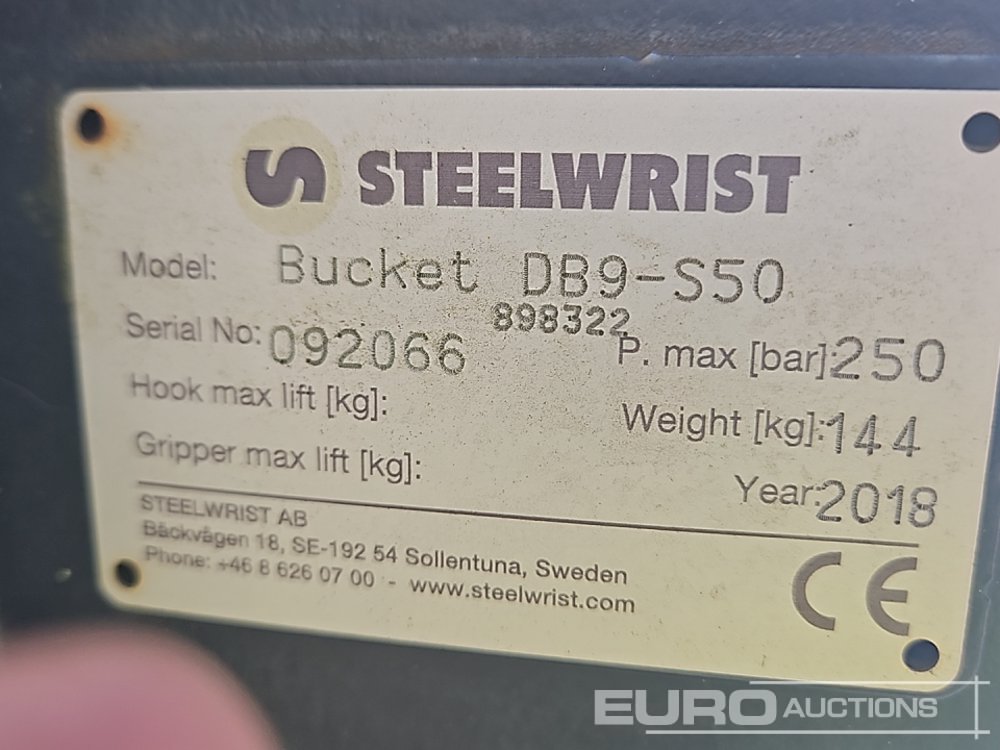 STEELWRIST
Model: Bucket DB9-S50
898322
Serial No: 092066 P. max [bar]: 250
Hook max lift [kg]: Weight [kg]: 144
Gripper max lift [kg]: Year: 2018
STEELWRIST AB
Bäckvägen 18, SE-192 54 Sollentuna, Sweden
Phone: +46 8 626 07 00 - www.steelwrist.com
CE
EURO AUCTIONS